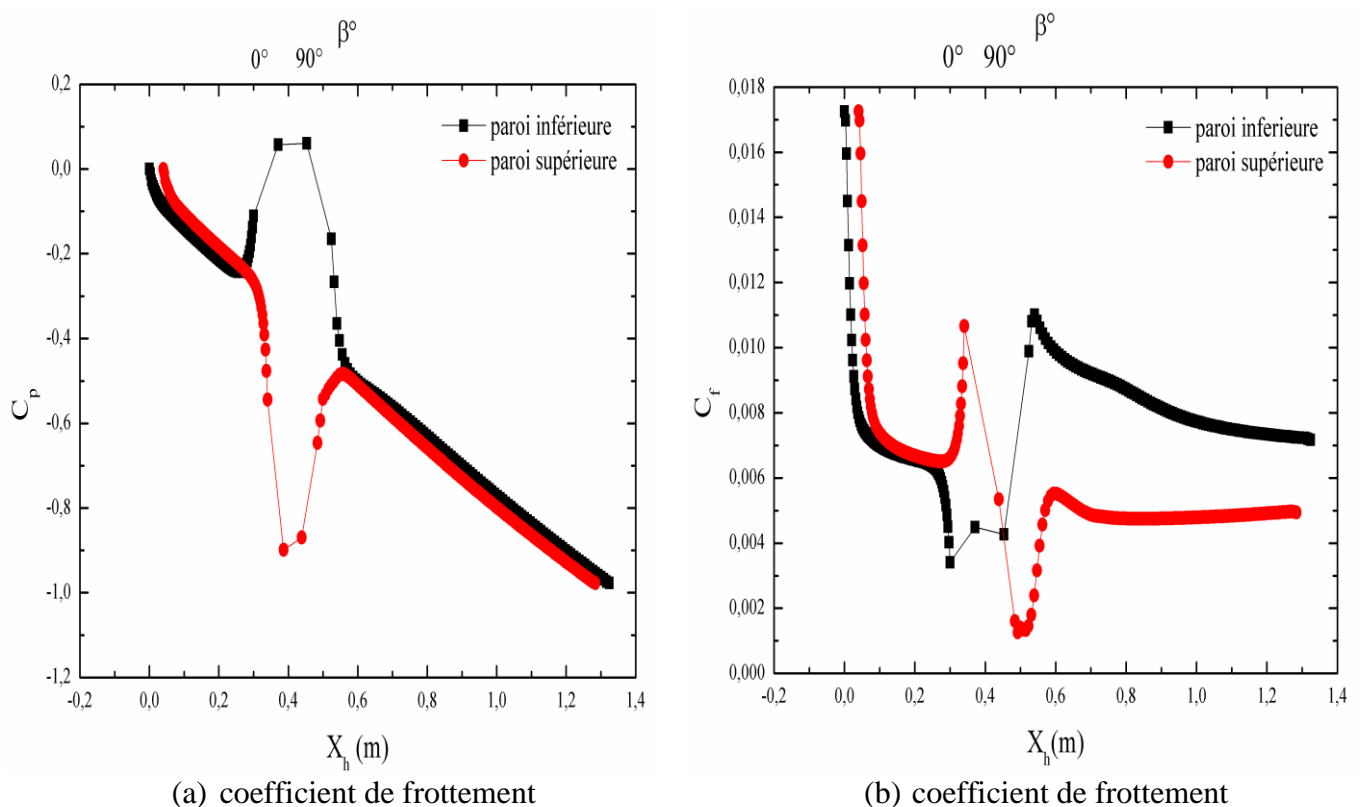 β°
0° 90°
0,2
0,0
-0,2
-0,4
-0,6
-0,8
-1,0
-1,2
C_p
paroi inférieure
paroi supérieure
-0,2 0,0 0,2 0,4 0,6 0,8 1,0 1,2 1,4
X_h (m)
(a) coefficient de frottement
β°
0° 90°
0,018
0,016
0,014
0,012
0,010
0,008
0,006
0,004
0,002
0,000
C_f
paroi inferieure
paroi supérieure
-0,2 0,0 0,2 0,4 0,6 0,8 1,0 1,2 1,4
X_h (m)
(b) coefficient de frottement